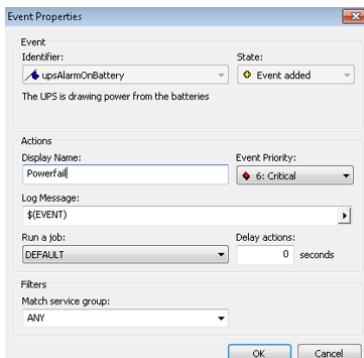 Event Properties
Event
Identifier:
State:
upsAlarmOnBattery
Event added
The UPS is drawing power from the batteries
Actions
Display Name:
Event Priority:
Powerfail
6: Critical
Log Message:
$(EVENT)
Run a job:
Delay actions:
DEFAULT
0 seconds
Filters
Match service group:
ANY
OK
Cancel